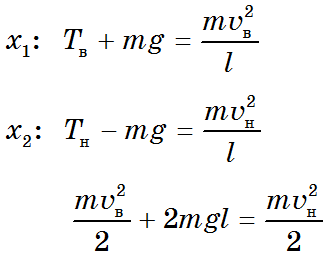 x₁: Tв + mg = mvв²/l
x₂: Tн − mg = mvн²/l
mvв²/2 + 2mgl = mvн²/2